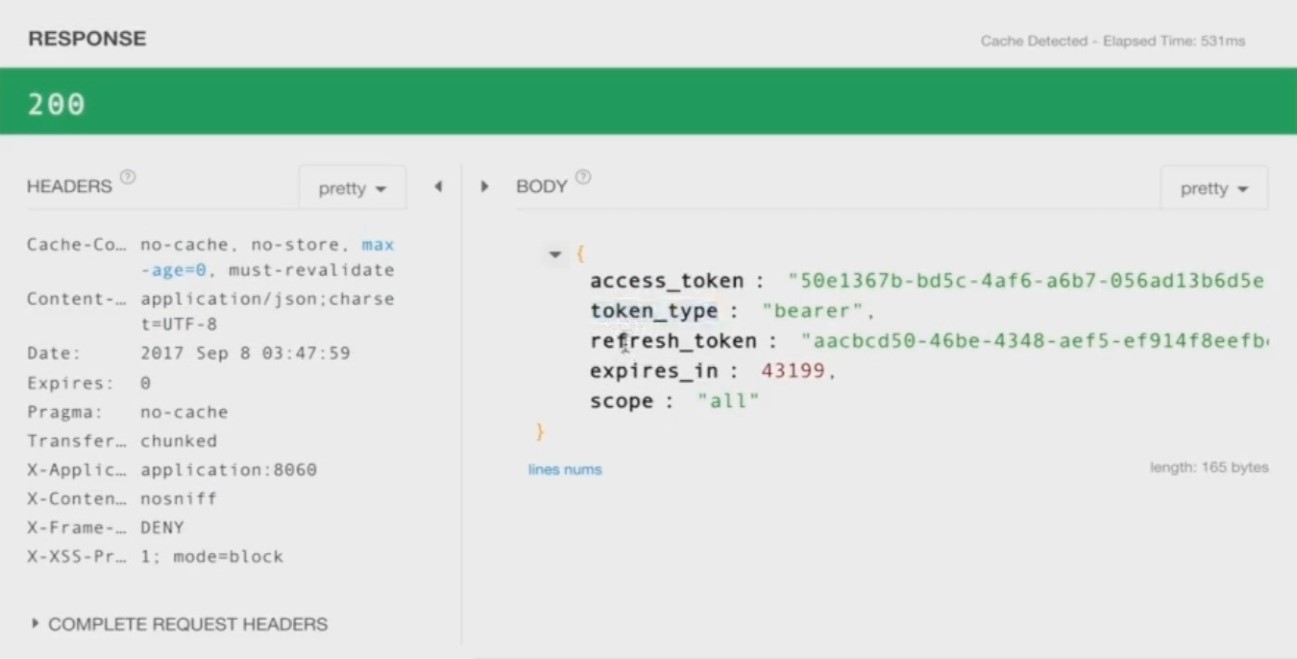 RESPONSE
Cache Detected - Elapsed Time: 531ms
200
HEADERS ?
pretty
Cache-Co… no-cache, no-store, max
-age=0, must-revalidate
Content-… application/json;charse
t=UTF-8
Date: 2017 Sep 8 03:47:59
Expires: 0
Pragma: no-cache
Transfer… chunked
X-Applic… application:8060
X-Conten… nosniff
X-Frame-… DENY
X-XSS-Pr… 1; mode=block
COMPLETE REQUEST HEADERS
BODY ?
pretty
{
access_token : "50e1367b-bd5c-4af6-a6b7-056ad13b6d5e
token_type : "bearer",
refresh_token : "aacbcd50-46be-4348-aef5-ef914f8eefb
expires_in : 43199,
scope : "all"
}
lines nums
length: 165 bytes